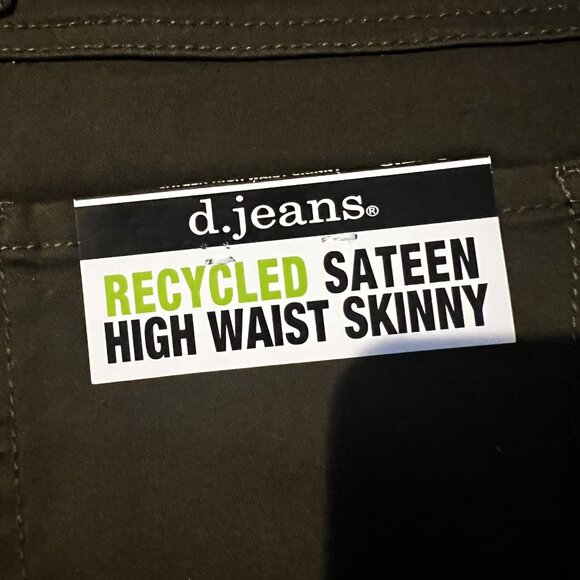 d.jeans®
RECYCLED SATEEN
HIGH WAIST SKINNY